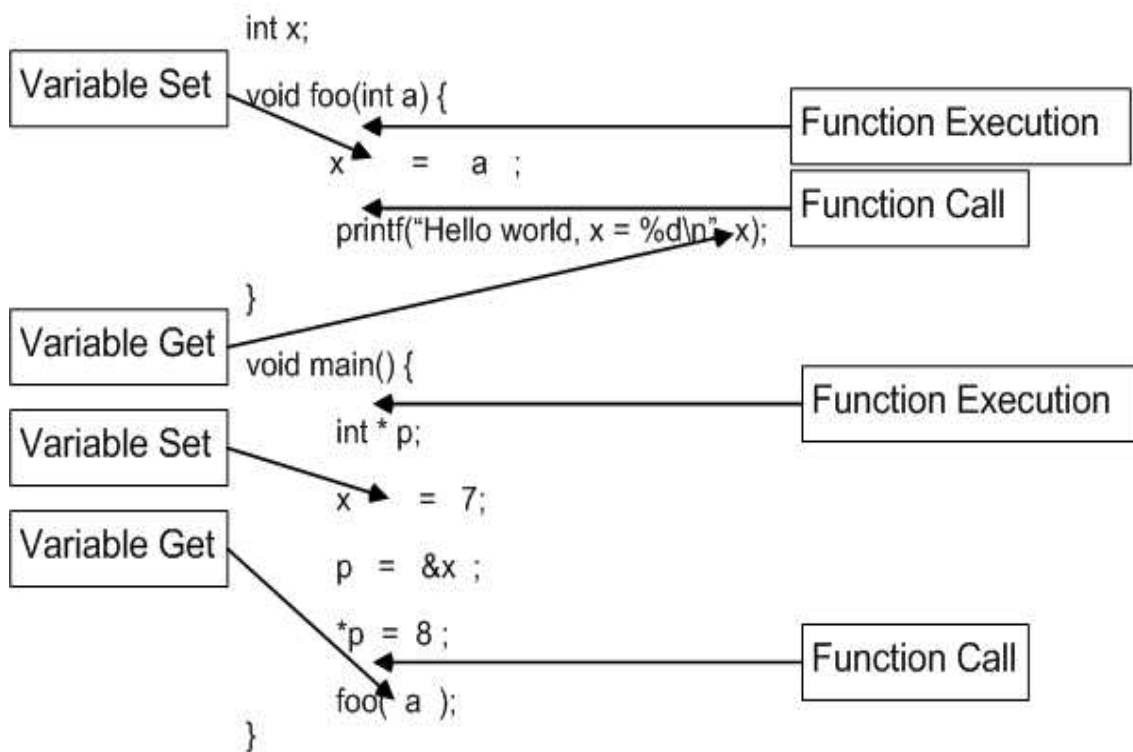 int x;
Variable Set
void foo(int a) {
Function Execution
x = a ;
Function Call
printf(“Hello world, x = %d\n” x);
}
Variable Get
void main() {
Function Execution
int * p;
Variable Set
x = 7;
Variable Get
p = &x ;
*p = 8 ;
Function Call
foo( a );
}